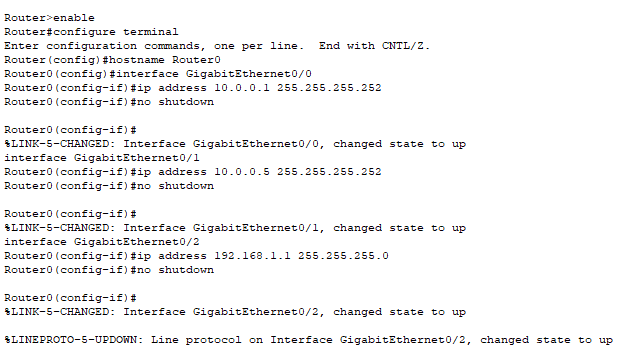 Router>enable
Router#configure terminal
Enter configuration commands, one per line.  End with CNTL/Z.
Router(config)#hostname Router0
Router0(config)#interface GigabitEthernet0/0
Router0(config-if)#ip address 10.0.0.1 255.255.255.252
Router0(config-if)#no shutdown

Router0(config-if)#
%LINK-5-CHANGED: Interface GigabitEthernet0/0, changed state to up
interface GigabitEthernet0/1
Router0(config-if)#ip address 10.0.0.5 255.255.255.252
Router0(config-if)#no shutdown

Router0(config-if)#
%LINK-5-CHANGED: Interface GigabitEthernet0/1, changed state to up
interface GigabitEthernet0/2
Router0(config-if)#ip address 192.168.1.1 255.255.255.0
Router0(config-if)#no shutdown

Router0(config-if)#
%LINK-5-CHANGED: Interface GigabitEthernet0/2, changed state to up

%LINEPROTO-5-UPDOWN: Line protocol on Interface GigabitEthernet0/2, changed state to up